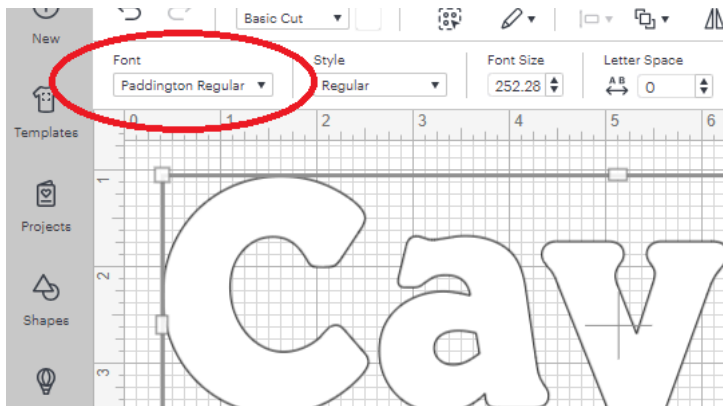 New
Basic Cut
Font
Style
Font Size
Letter Space
Paddington Regular
Regular
252.28
A B
0
Templates
0 1 2 3 4 5 6
Projects
1
Shapes
2
3
Cav